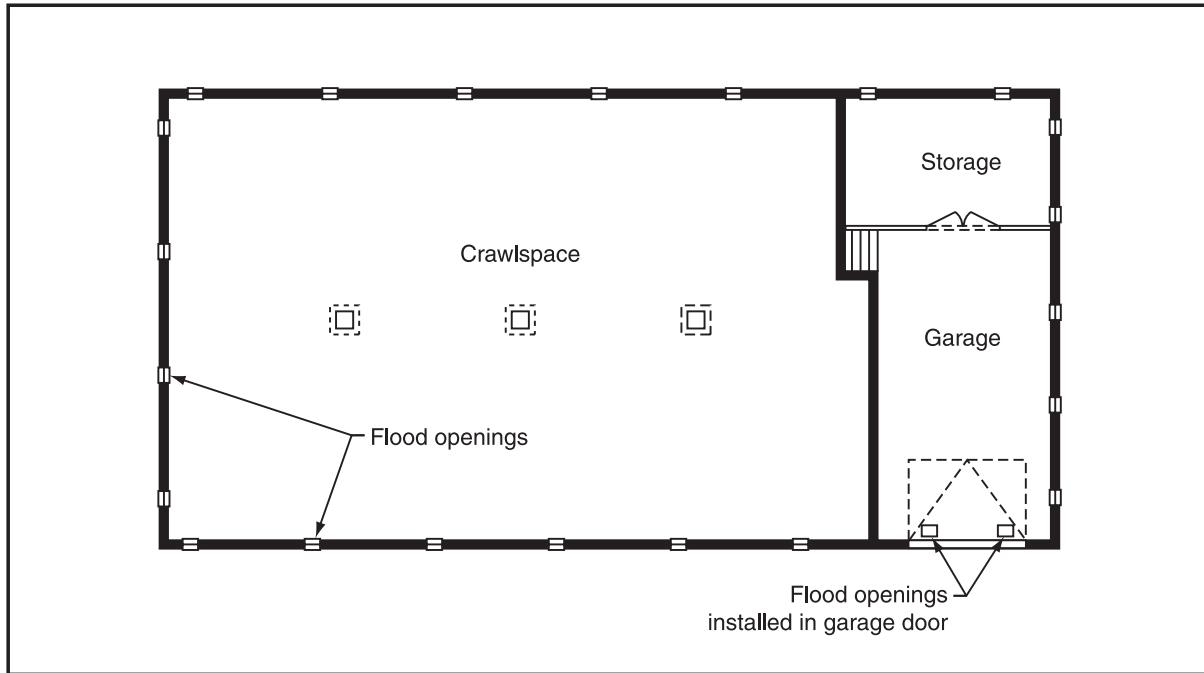 Storage
Crawlspace
Garage
Flood openings
Flood openings
installed in garage door